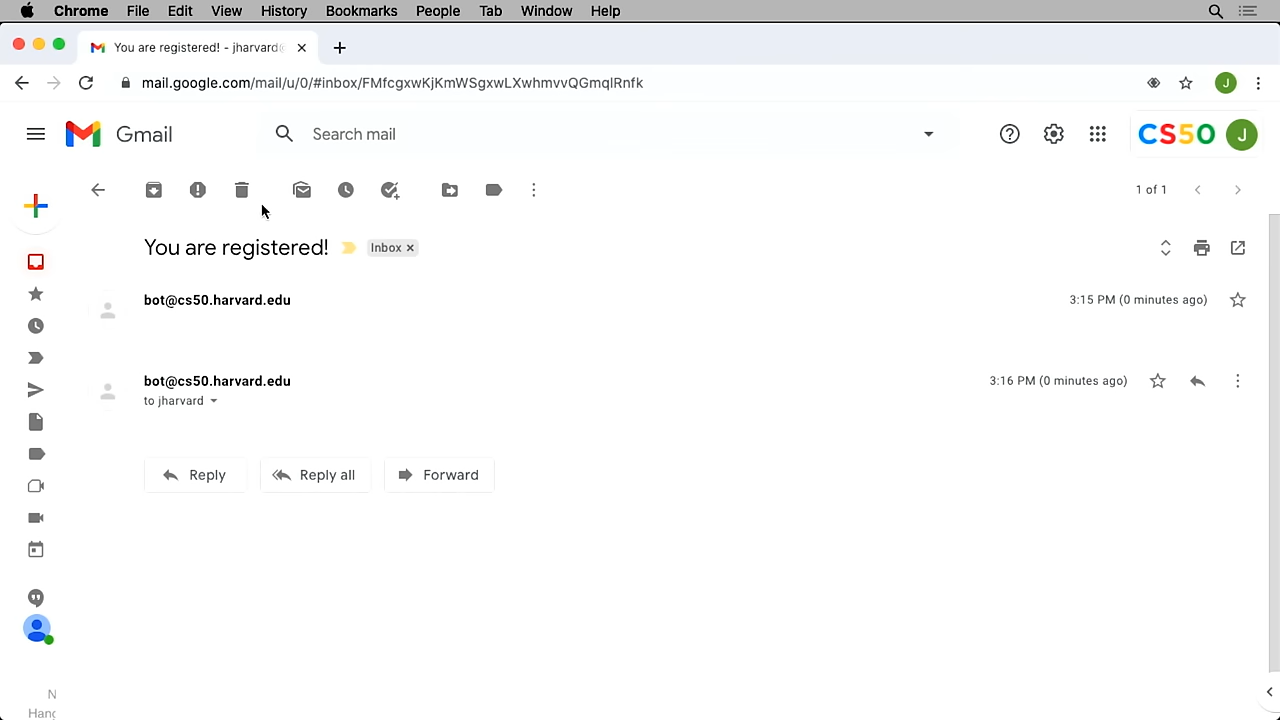 Chrome File Edit View History Bookmarks People Tab Window Help
You are registered! - jharvard@
mail.google.com/mail/u/0/#inbox/FMfcgxwKjKmWSgxwLXwhmvvQGmqlRnfk
J
Gmail
Search mail
CS50
J
1 of 1
You are registered!
Inbox
bot@cs50.harvard.edu
3:15 PM (0 minutes ago)
bot@cs50.harvard.edu
3:16 PM (0 minutes ago)
to jharvard
Reply
Reply all
Forward
N
Hang